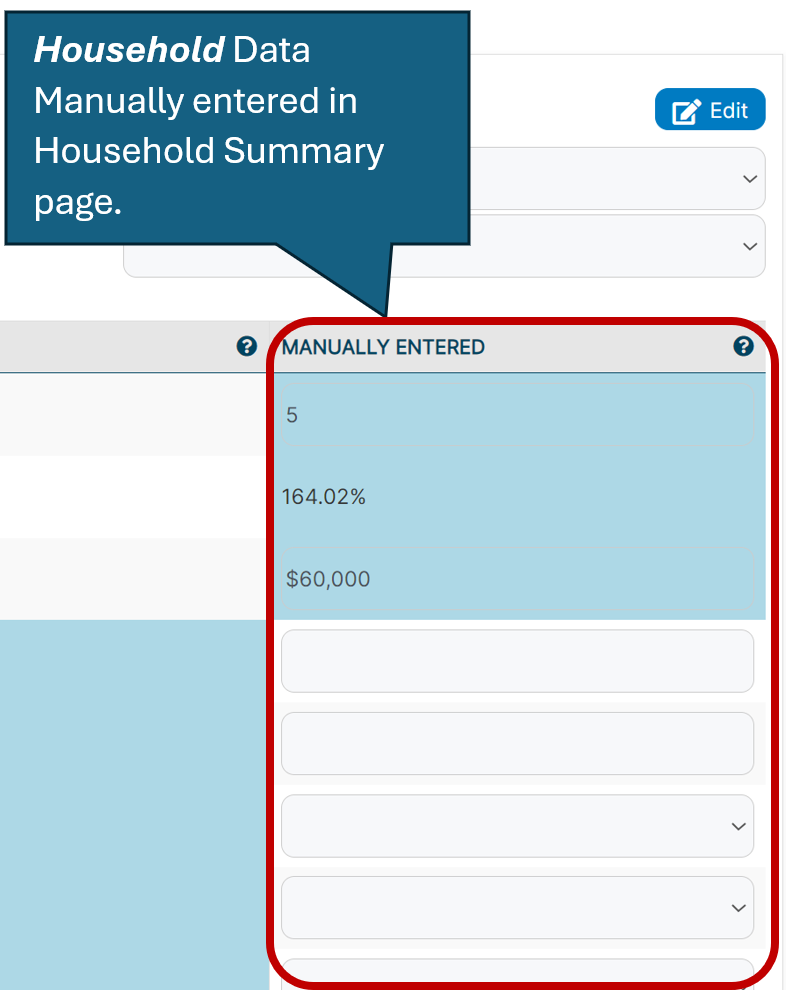 Household Data
Manually entered in
Household Summary
page.
Edit
MANUALLY ENTERED
5
164.02%
$60,000